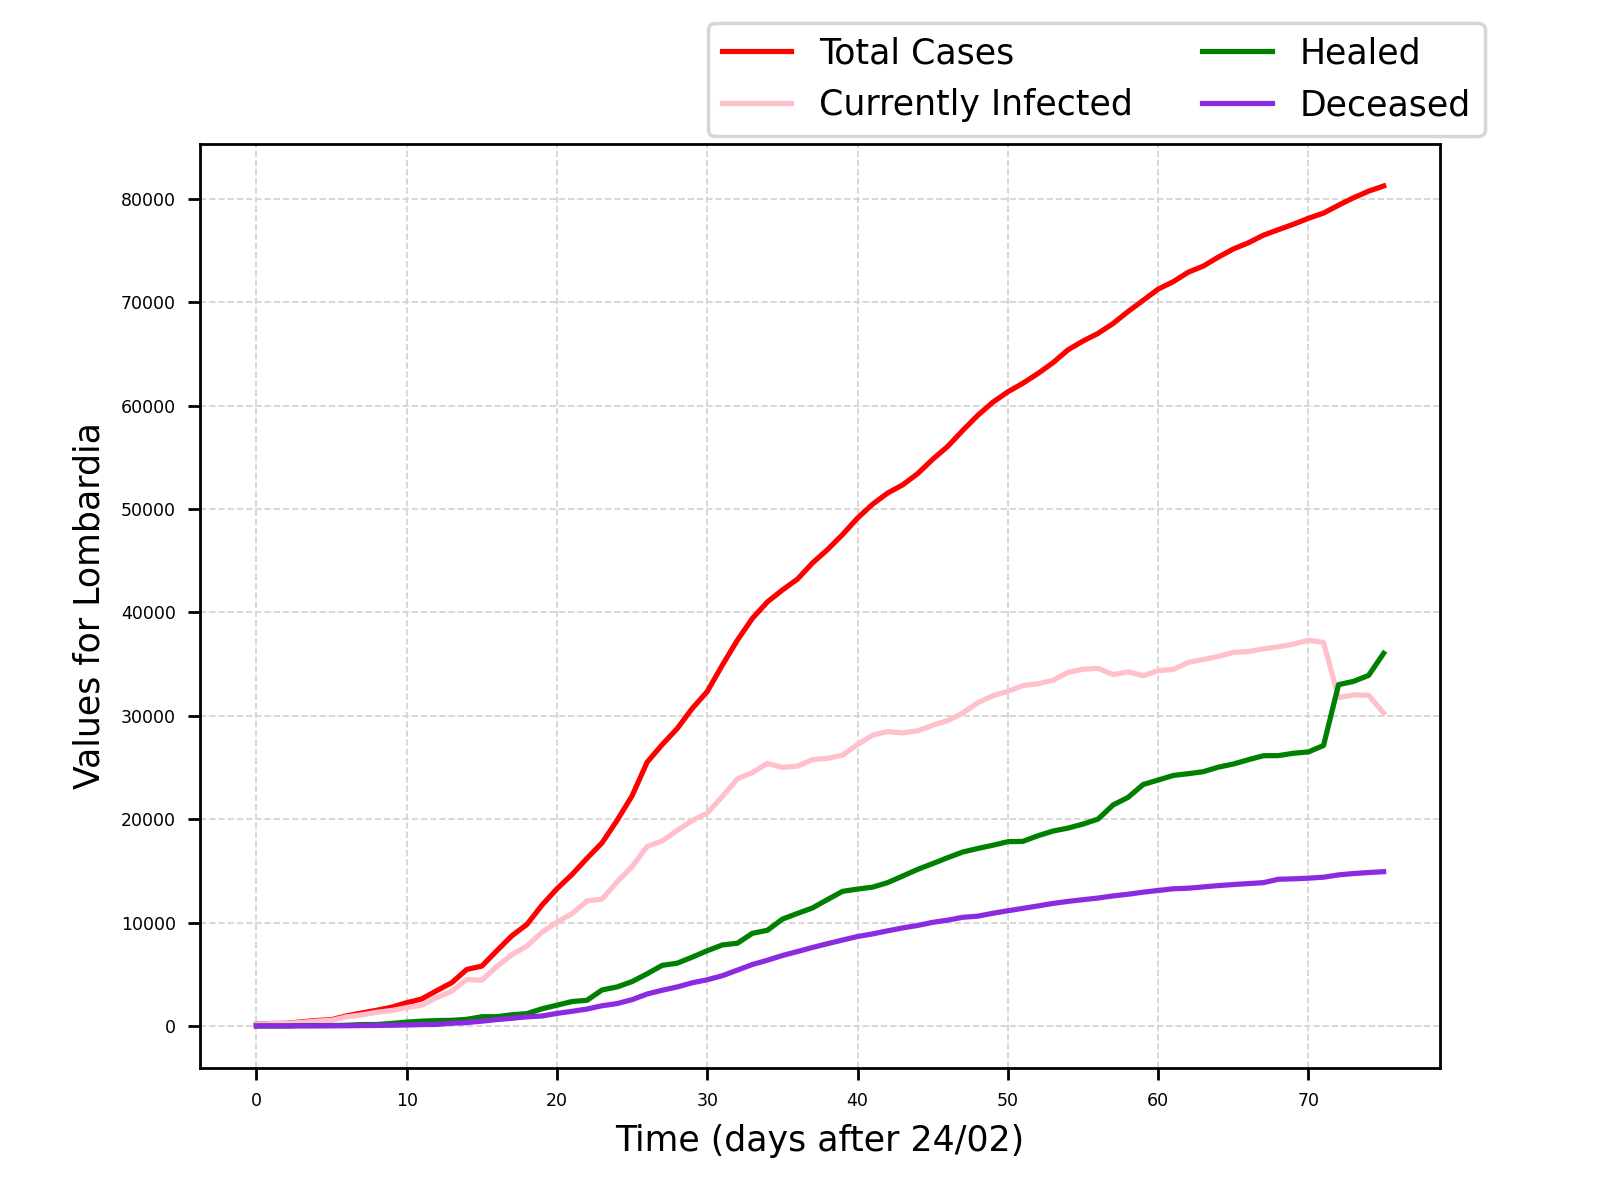 Total Cases
Currently Infected
Healed
Deceased
80000
70000
60000
50000
40000
30000
20000
10000
0
Values for Lombardia
0 10 20 30 40 50 60 70
Time (days after 24/02)